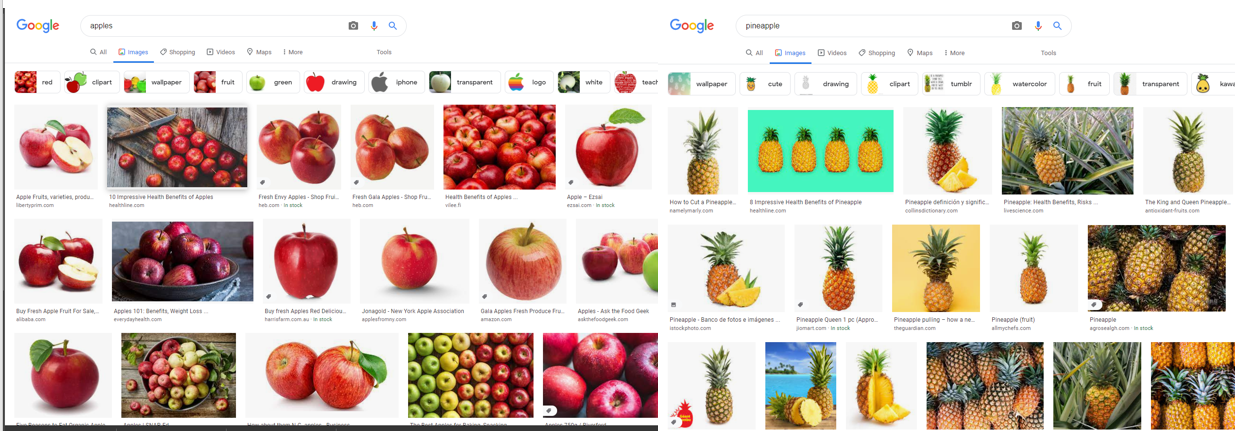 Google apples
All Images Shopping Videos Maps More Tools
red clipart wallpaper fruit green drawing iphone transparent logo white teach
Apple Fruits, varieties, produ...
libertyprim.com
10 Impressive Health Benefits of Apples
healthline.com
Fresh Envy Apples - Shop Frui...
heb.com · In stock
Fresh Gala Apples - Shop Fru...
heb.com
Health Benefits of Apples ...
vilee.fi
Apple – Ezsai
ezsai.com · In stock
Buy Fresh Apple Fruit For Sale,...
alibaba.com
Apples 101: Benefits, Weight Loss ...
everydayhealth.com
Buy fresh Apples Red Deliciou...
harrisfarm.com.au · In stock
Jonagold - New York Apple Association
applesfromny.com
Gala Apples Fresh Produce Fru...
amazon.com
Apples - Ask the Food Geek
askthefoodgeek.com
Google pineapple
All Images Videos Shopping Maps More Tools
wallpaper cute drawing clipart tumblr watercolor fruit transparent kawa
How to Cut a Pineapple...
namelymarly.com
8 Impressive Health Benefits of Pineapple
healthline.com
Pineapple definición y signific...
collinsdictionary.com
Pineapple: Health Benefits, Risks ...
livescience.com
The King and Queen Pineapple...
antioxidant-fruits.com
Pineapple - Banco de fotos e imágenes ...
istockphoto.com
Pineapple Queen 1 pc (Appro...
jiomart.com · In stock
Pineapple pulling – how a ne...
theguardian.com
Pineapple (fruit)
allmychefs.com
Pineapple
agrosealgh.com · In stock